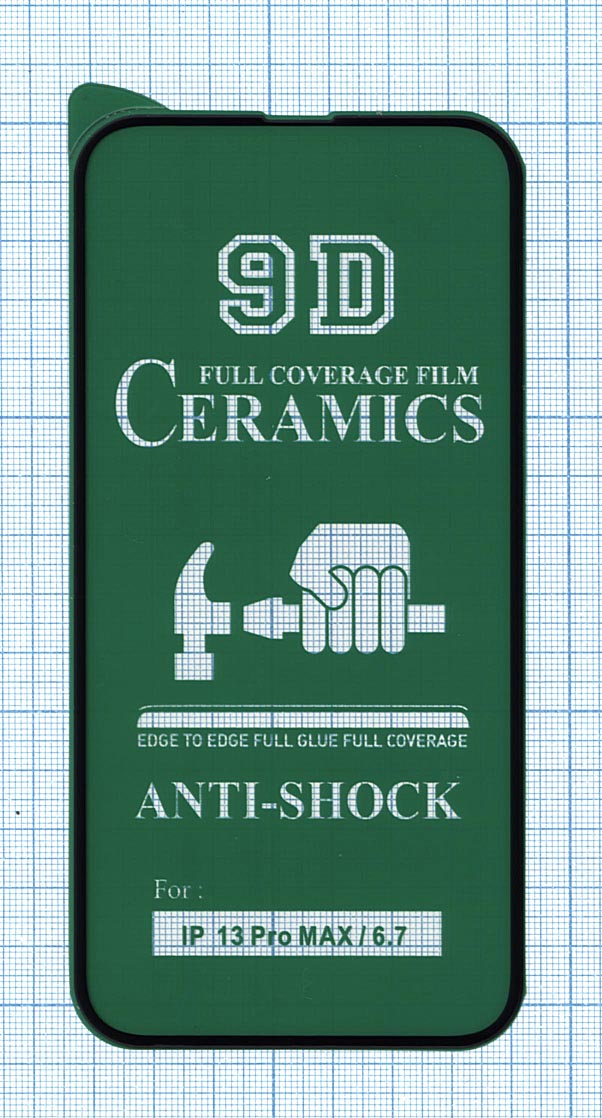 9D
FULL COVERAGE FILM
CERAMICS
EDGE TO EDGE FULL GLUE FULL COVERAGE
ANTI-SHOCK
For :
IP 13 Pro MAX / 6.7